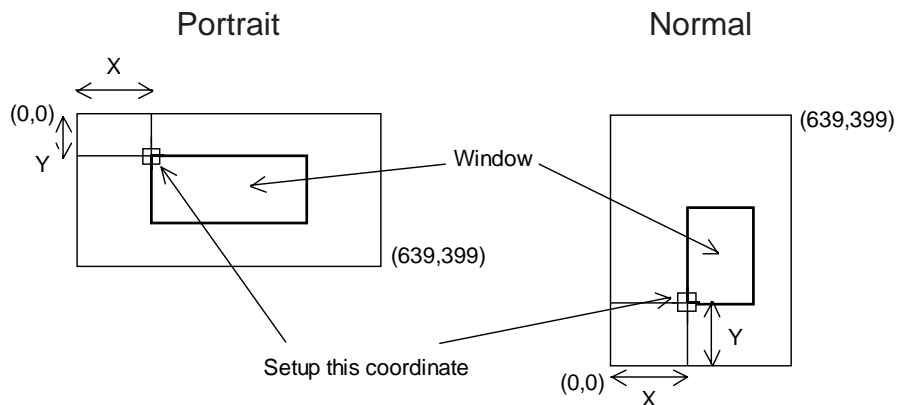 Portrait
Normal
X
(0,0)
Y
(639,399)
Window
(639,399)
Setup this coordinate
Y
(0,0)
X